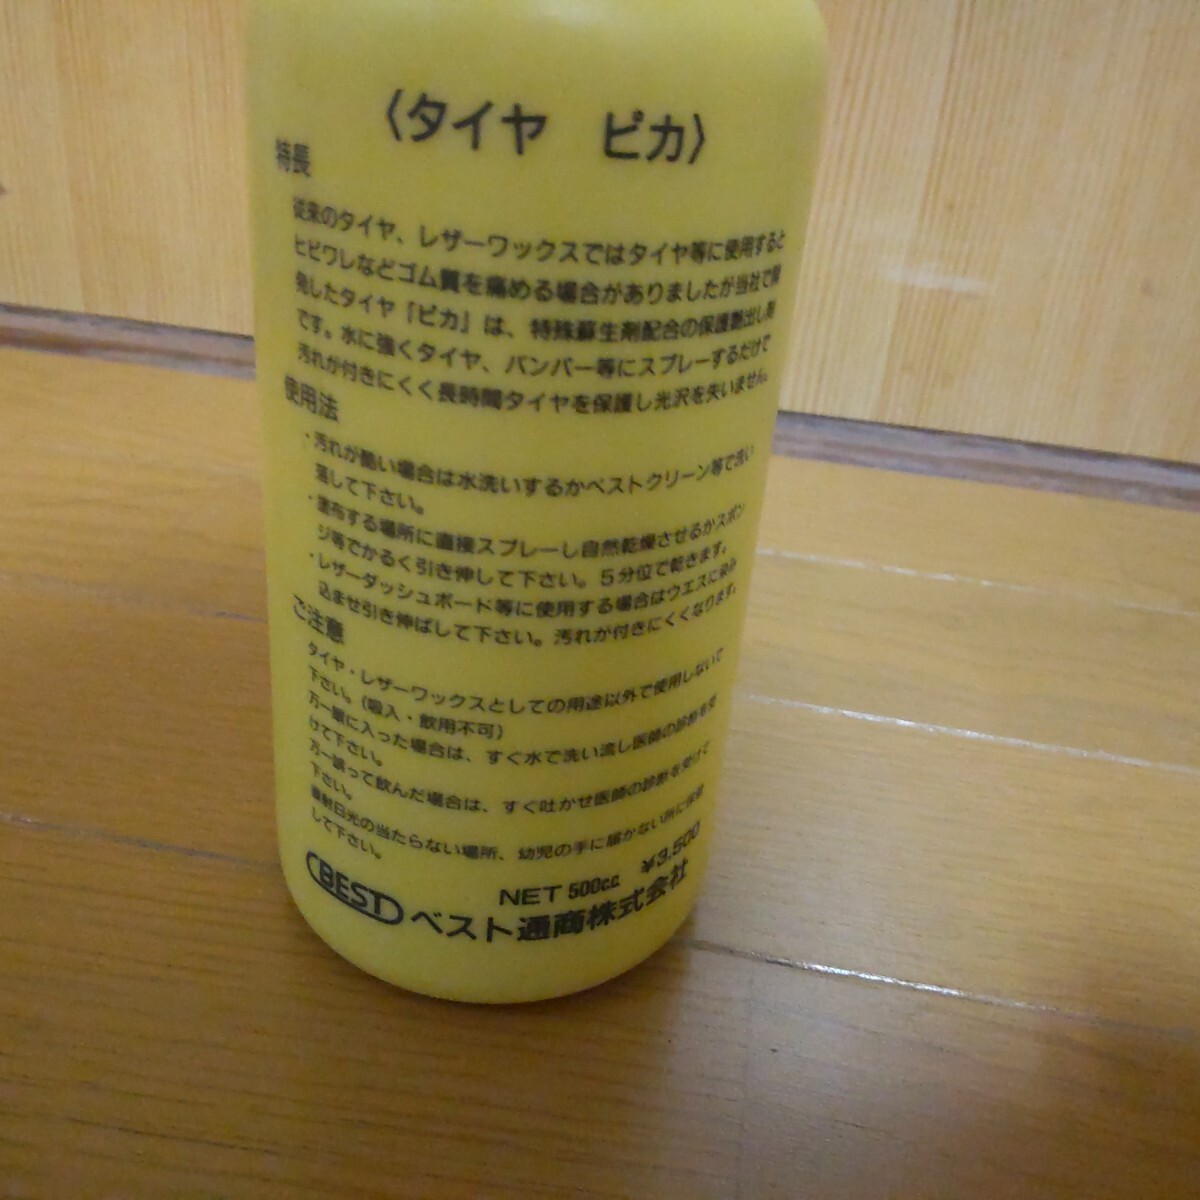 〈タイヤ ピカ〉
特長
従来のタイヤ、レザーワックスではタイヤ等に使用すると
ヒビワレなどゴム質を痛める場合がありましたが当社で開
発したタイヤ「ピカ」は、特殊蘇生剤配合の保護艶出し剤
です。水に強くタイヤ、バンパー等にスプレーするだけで
汚れが付きにくく長時間タイヤを保護し光沢を失いません。
使用法
・汚れが酷い場合は水洗いするかベストクリーン等で洗い
落して下さい。
・塗布する場所に直接スプレーし自然乾燥させるかスポン
ジ等でかるく引き伸して下さい。5分位で乾きます。
・レザーダッシュボード等に使用する場合はウエスに染み
込ませ引き伸ばして下さい。汚れが付きにくくなります。
ご注意
タイヤ・レザーワックスとしての用途以外で使用しないで
下さい。(吸入・飲用不可)
万一眼に入った場合は、すぐ水で洗い流し医師の診断を受
けて下さい。
万一誤って飲んだ場合は、すぐ吐かせ医師の診断を受けて
下さい。
直射日光の当たらない場所、幼児の手に届かない所に保管
して下さい。
NET 500cc ¥3,500
BEST ベスト通商株式会社